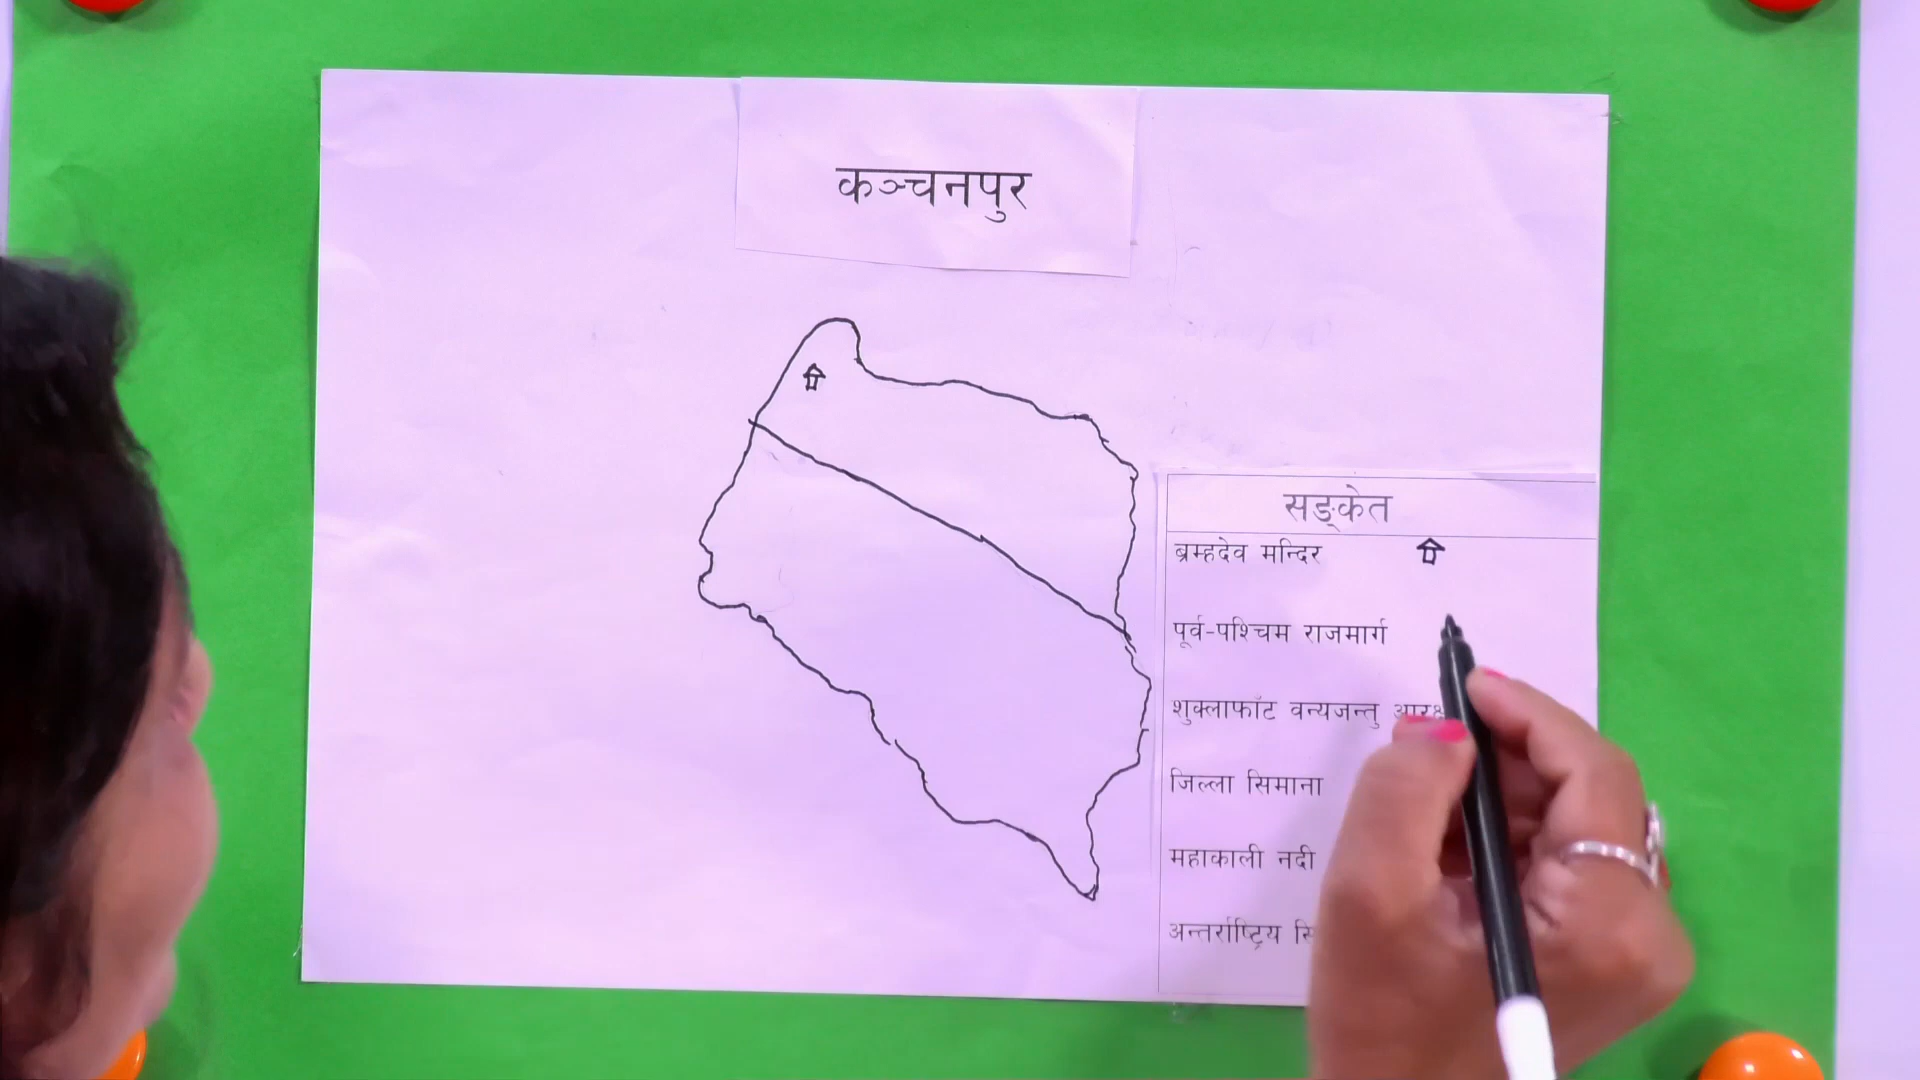 कञ्चनपुर
सङ्केत
ब्रम्हदेव मन्दिर
पूर्व-पश्चिम राजमार्ग
शुक्लाफाँट वन्यजन्तु
जिल्ला सिमाना
महाकाली नदी
अन्तर्राष्ट्रिय